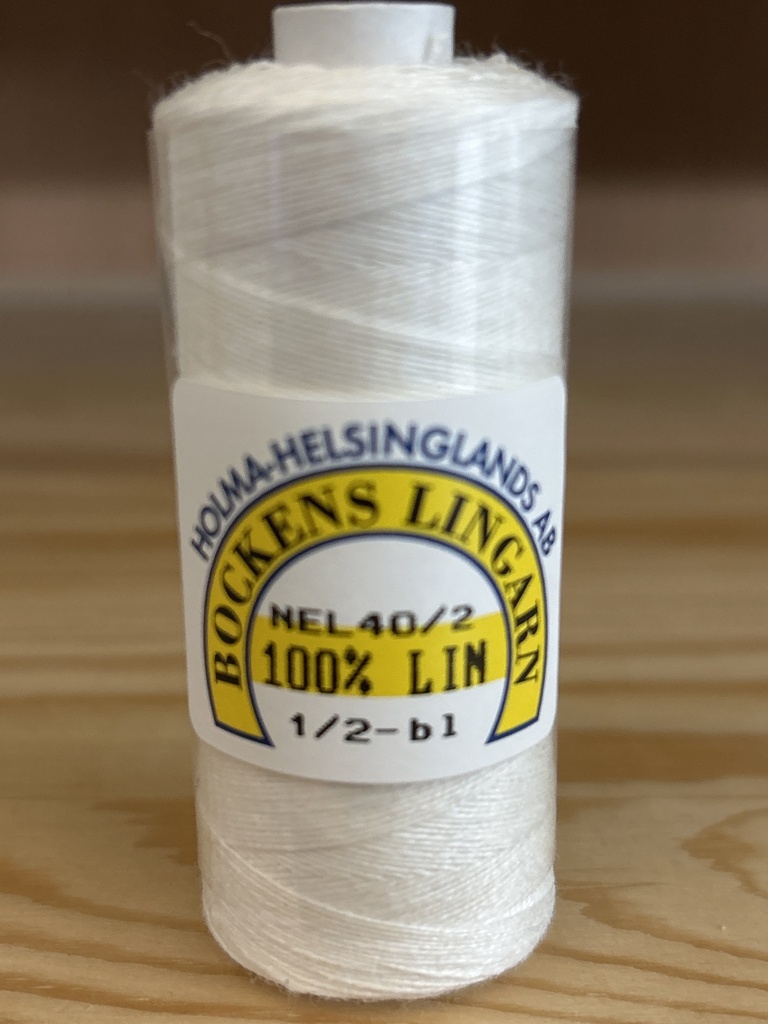 HOLMA-HELSINGLANDS AB
BOCKENS LINGARN
NEL40/2
100% LIN
1/2-bl